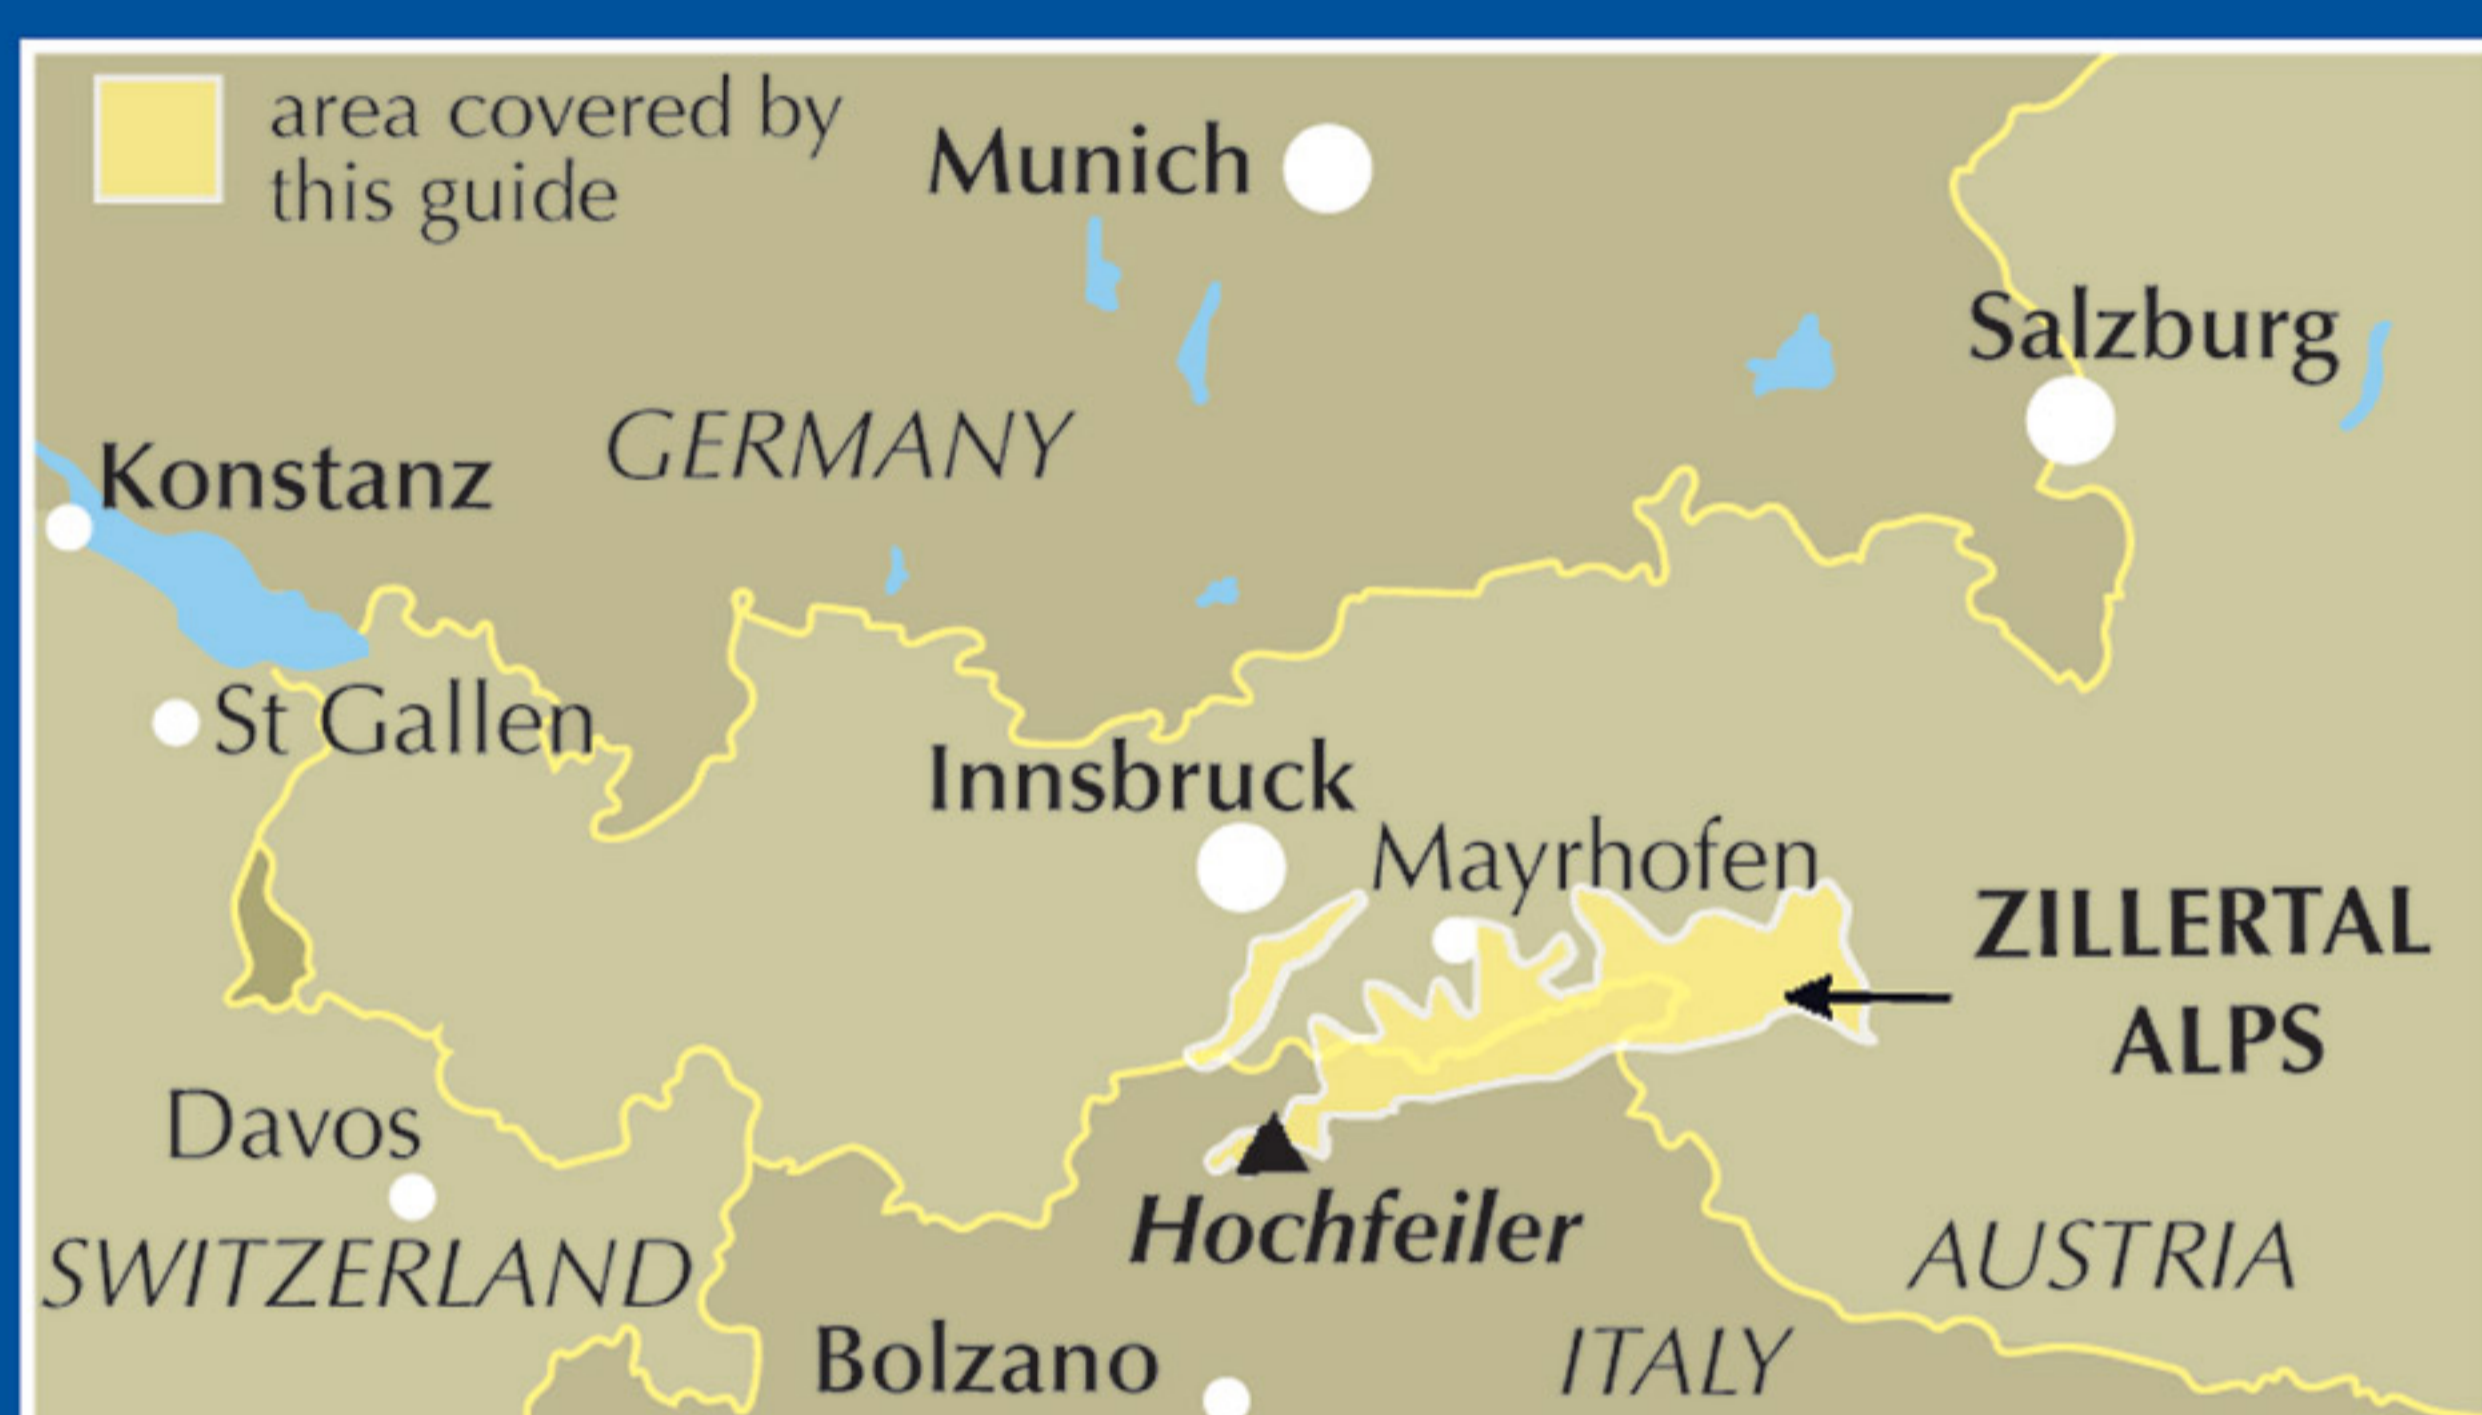 area covered by
this guide
Munich
Salzburg
GERMANY
Konstanz
St Gallen
Innsbruck
Mayrhofen
ZILLERTAL
ALPS
Davos
Hochfeiler
SWITZERLAND
AUSTRIA
Bolzano
ITALY